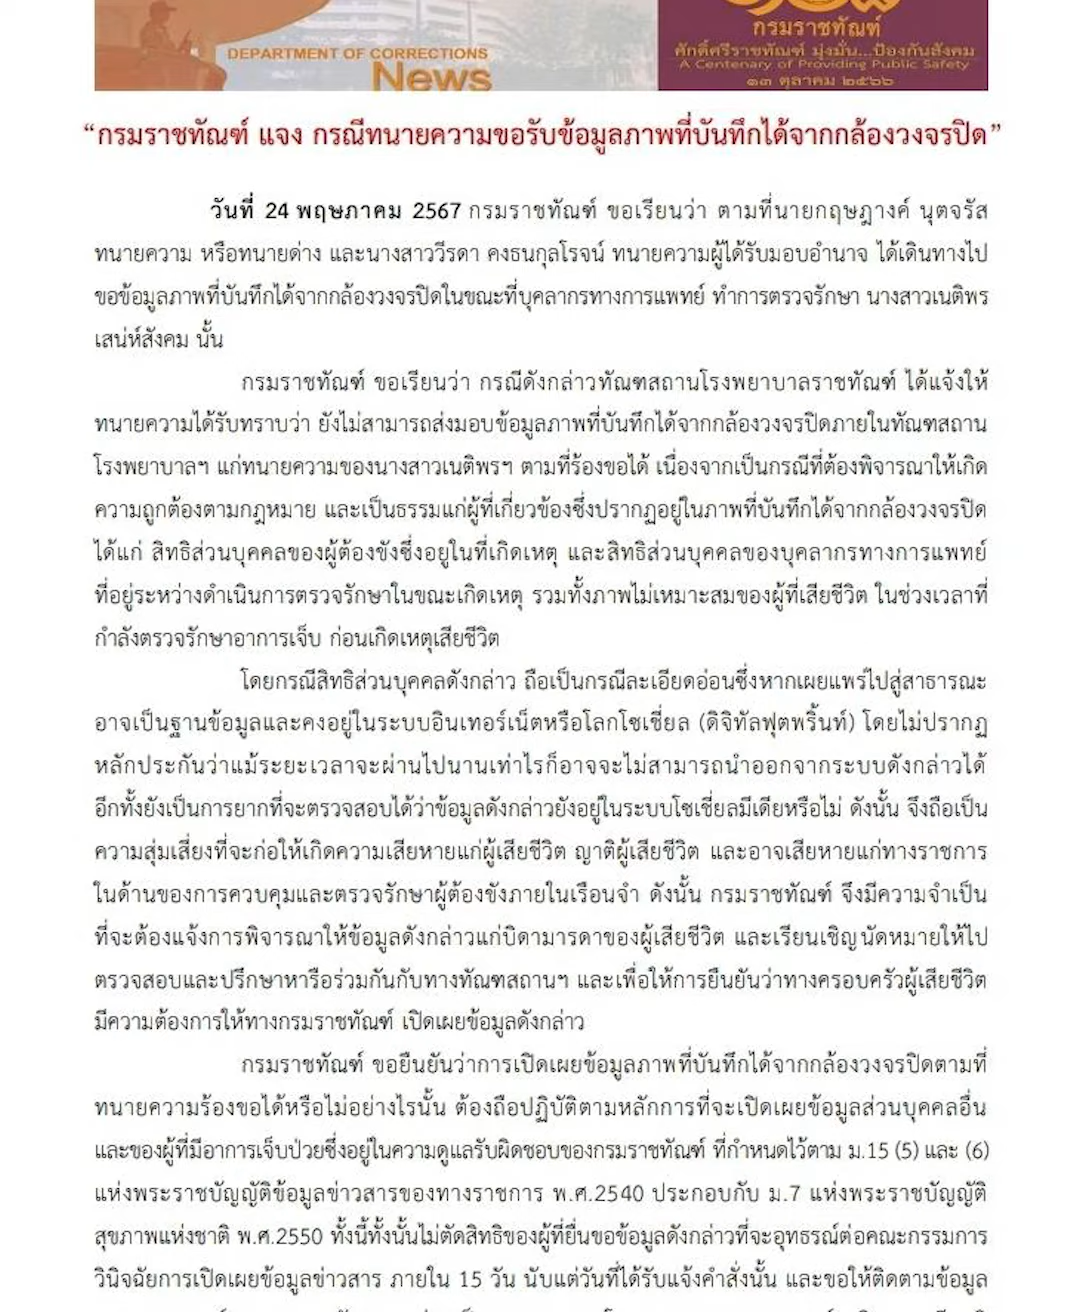 DEPARTMENT OF CORRECTIONS
News
กรมราชทัณฑ์
ศักดิ์ศรีราชทัณฑ์ มุ่งมั่น...ป้องกันสังคม
A Centenary of Providing Public Safety
๑๓ ตุลาคม ๒๕๖๖
“กรมราชทัณฑ์ แจง กรณีทนายความขอรับข้อมูลภาพที่บันทึกได้จากกล้องวงจรปิด”
วันที่ 24 พฤษภาคม 2567 กรมราชทัณฑ์ ขอเรียนว่า ตามที่นายกฤษฎางค์ นุตจรัส
ทนายความ หรือทนายด่าง และนางสาววีรดา คงธนกุลโรจน์ ทนายความผู้ได้รับมอบอำนาจ ได้เดินทางไป
ขอข้อมูลภาพที่บันทึกได้จากกล้องวงจรปิดในขณะที่บุคลากรทางการแพทย์ ทำการตรวจรักษา นางสาวเนติพร
เสน่ห์สังคม นั้น
กรมราชทัณฑ์ ขอเรียนว่า กรณีดังกล่าวทัณฑสถานโรงพยาบาลราชทัณฑ์ ได้แจ้งให้
ทนายความได้รับทราบว่า ยังไม่สามารถส่งมอบข้อมูลภาพที่บันทึกได้จากกล้องวงจรปิดภายในทัณฑสถาน
โรงพยาบาลฯ แก่ทนายความของนางสาวเนติพรฯ ตามที่ร้องขอได้ เนื่องจากเป็นกรณีที่ต้องพิจารณาให้เกิด
ความถูกต้องตามกฎหมาย และเป็นธรรมแก่ผู้ที่เกี่ยวข้องซึ่งปรากฏอยู่ในภาพที่บันทึกได้จากกล้องวงจรปิด
ได้แก่ สิทธิส่วนบุคคลของผู้ต้องขังซึ่งอยู่ในที่เกิดเหตุ และสิทธิส่วนบุคคลของบุคลากรทางการแพทย์
ที่อยู่ระหว่างดำเนินการตรวจรักษาในขณะเกิดเหตุ รวมทั้งภาพไม่เหมาะสมของผู้ที่เสียชีวิต ในช่วงเวลาที่
กำลังตรวจรักษาอาการเจ็บ ก่อนเกิดเหตุเสียชีวิต
โดยกรณีสิทธิส่วนบุคคลดังกล่าว ถือเป็นกรณีละเอียดอ่อนซึ่งหากเผยแพร่ไปสู่สาธารณะ
อาจเป็นฐานข้อมูลและคงอยู่ในระบบอินเทอร์เน็ตหรือโลกโซเชี่ยล (ดิจิทัลฟุตพริ้นท์) โดยไม่ปรากฏ
หลักประกันว่าแม้ระยะเวลาจะผ่านไปนานเท่าไรก็อาจจะไม่สามารถนำออกจากระบบดังกล่าวได้
อีกทั้งยังเป็นการยากที่จะตรวจสอบได้ว่าข้อมูลดังกล่าวยังอยู่ในระบบโซเชี่ยลมีเดียหรือไม่ ดังนั้น จึงถือเป็น
ความสุ่มเสี่ยงที่จะก่อให้เกิดความเสียหายแก่ผู้เสียชีวิต ญาติผู้เสียชีวิต และอาจเสียหายแก่ทางราชการ
ในด้านของการควบคุมและตรวจรักษาผู้ต้องขังภายในเรือนจำ ดังนั้น กรมราชทัณฑ์ จึงมีความจำเป็น
ที่จะต้องแจ้งการพิจารณาให้ข้อมูลดังกล่าวแก่บิดามารดาของผู้เสียชีวิต และเรียนเชิญนัดหมายให้ไป
ตรวจสอบและปรึกษาหารือร่วมกันกับทางทัณฑสถานฯ และเพื่อให้การยืนยันว่าทางครอบครัวผู้เสียชีวิต
มีความต้องการให้ทางกรมราชทัณฑ์ เปิดเผยข้อมูลดังกล่าว
กรมราชทัณฑ์ ขอยืนยันว่าการเปิดเผยข้อมูลภาพที่บันทึกได้จากกล้องวงจรปิดตามที่
ทนายความร้องขอได้หรือไม่อย่างไรนั้น ต้องถือปฏิบัติตามหลักการที่จะเปิดเผยข้อมูลส่วนบุคคลอื่น
และของผู้ที่มีอาการเจ็บป่วยซึ่งอยู่ในความดูแลรับผิดชอบของกรมราชทัณฑ์ ที่กำหนดไว้ตาม ม.15 (5) และ (6)
แห่งพระราชบัญญัติข้อมูลข่าวสารของทางราชการ พ.ศ.2540 ประกอบกับ ม.7 แห่งพระราชบัญญัติ
สุขภาพแห่งชาติ พ.ศ.2550 ทั้งนี้ทั้งนั้นไม่ตัดสิทธิของผู้ที่ยื่นขอข้อมูลดังกล่าวที่จะอุทธรณ์ต่อคณะกรรมการ
วินิจฉัยการเปิดเผยข้อมูลข่าวสาร ภายใน 15 วัน นับแต่วันที่ได้รับแจ้งคำสั่งนั้น และขอให้ติดตามข้อมูล